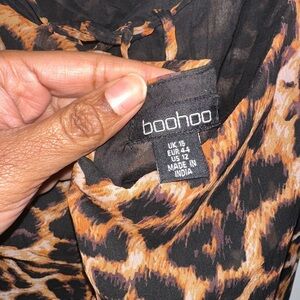 boohoo
UK 16
EUR 44
US 12
MADE IN
INDIA